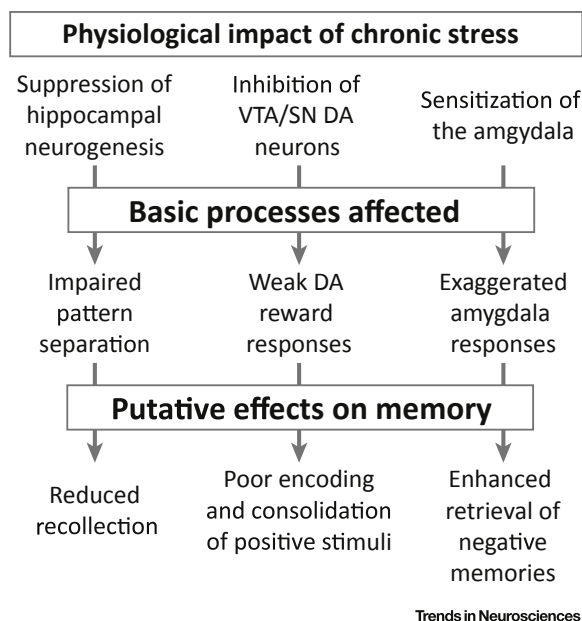 Physiological impact of chronic stress
Suppression of
hippocampal
neurogenesis
Inhibition of
VTA/SN DA
neurons
Sensitization of
the amgydala
Basic processes affected
Impaired
pattern
separation
Weak DA
reward
responses
Exaggerated
amygdala
responses
Putative effects on memory
Reduced
recollection
Poor encoding
and consolidation
of positive stimuli
Enhanced
retrieval of
negative
memories
Trends in Neurosciences